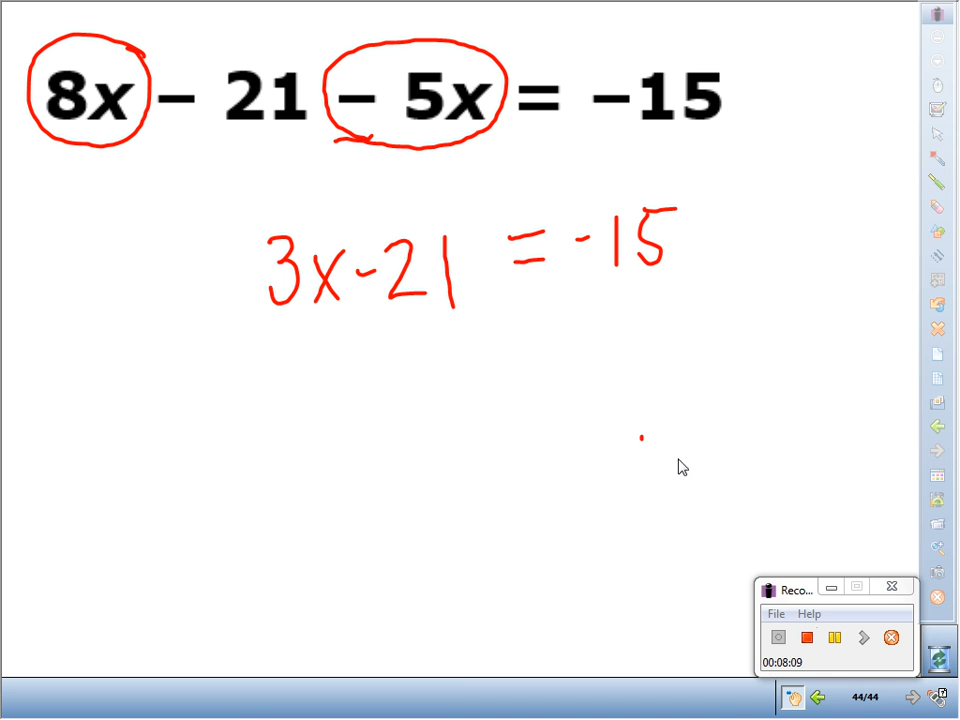 8x – 21 – 5x = –15
3x - 21 = -15
Reco...
File Help
00:08:09
44/44